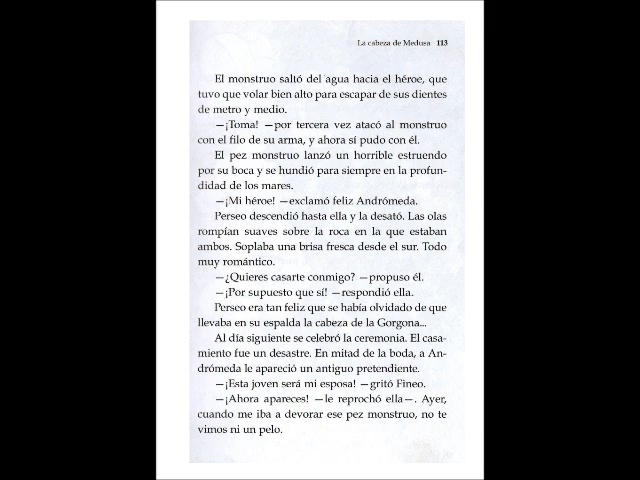 La cabeza de Medusa 113
El monstruo saltó del agua hacia el héroe, que
tuvo que volar bien alto para escapar de sus dientes
de metro y medio.
—¡Toma! —por tercera vez atacó al monstruo
con el filo de su arma, y ahora sí pudo con él.
El pez monstruo lanzó un horrible estruendo
por su boca y se hundió para siempre en la profun-
didad de los mares.
—¡Mi héroe! —exclamó feliz Andrómeda.
Perseo descendió hasta ella y la desató. Las olas
rompían suaves sobre la roca en la que estaban
ambos. Soplaba una brisa fresca desde el sur. Todo
muy romántico.
—¿Quieres casarte conmigo? —propuso él.
—¡Por supuesto que sí! —respondió ella.
Perseo era tan feliz que se había olvidado de que
llevaba en su espalda la cabeza de la Gorgona...
Al día siguiente se celebró la ceremonia. El casa-
miento fue un desastre. En mitad de la boda, a An-
drómeda le apareció un antiguo pretendiente.
—¡Esta joven será mi esposa! —gritó Fineo.
—¡Ahora apareces! —le reprochó ella—. Ayer,
cuando me iba a devorar ese pez monstruo, no te
vimos ni un pelo.